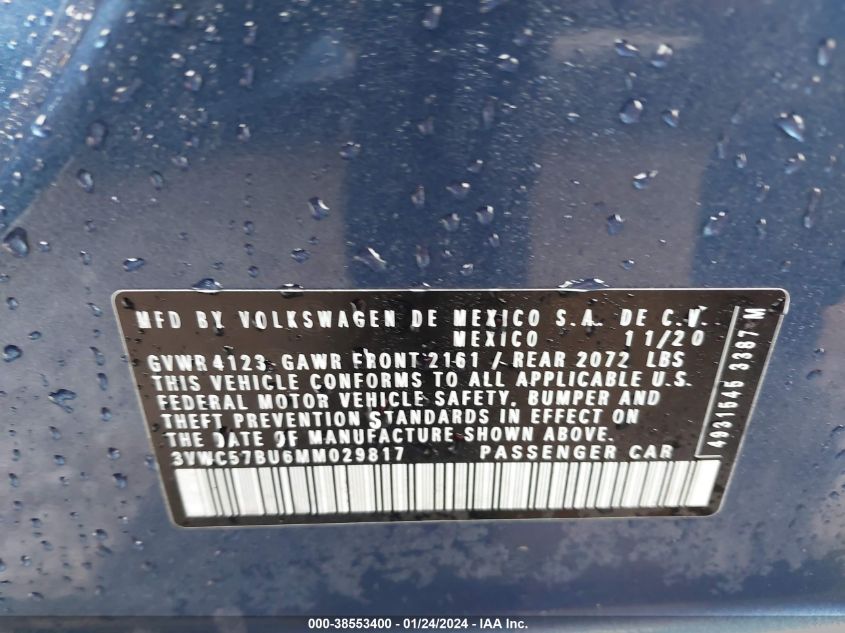 MFD BY VOLKSWAGEN DE MEXICO S.A. DE C.V.
MEXICO 11/20
GVWR 4123 GAWR FRONT 2161 / REAR 2072 LBS
THIS VEHICLE CONFORMS TO ALL APPLICABLE U.S.
FEDERAL MOTOR VEHICLE SAFETY, BUMPER AND
THEFT PREVENTION STANDARDS IN EFFECT ON
THE DATE OF MANUFACTURE SHOWN ABOVE.
3VWC57BU6MM029817 PASSENGER CAR
4931545 3387 M
000-38553400 - 01/24/2024 - IAA Inc.